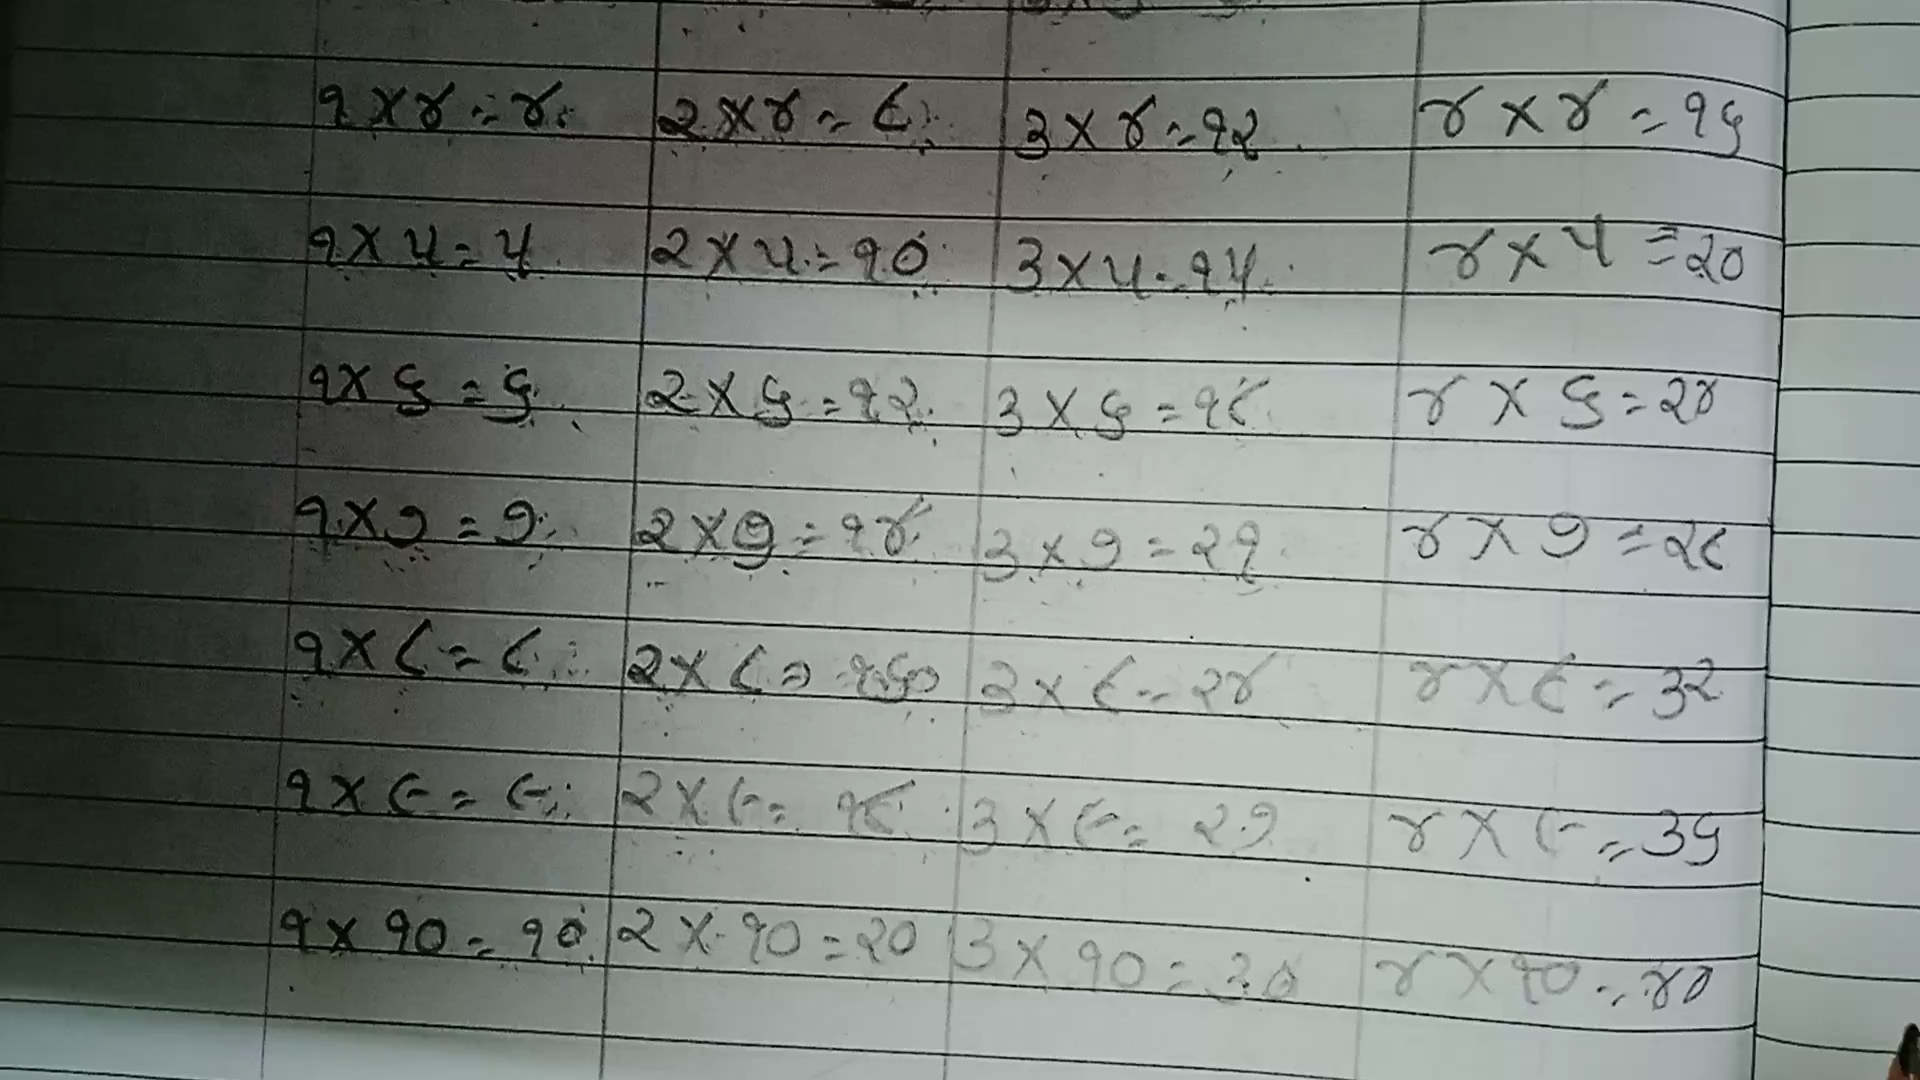 १ x ४ = ४ २ x ४ = ८ ३ x ४ = १२ ४ x ४ = १६
१ x ५ = ५ २ x ५ = १० ३ x ५ = १५ ४ x ५ = २०
१ x ६ = ६ २ x ६ = १२ ३ x ६ = १८ ४ x ६ = २४
१ x ७ = ७ २ x ७ = १४ ३ x ७ = २१ ४ x ७ = २८
१ x ८ = ८ २ x ८ = ३ x ८ = २४ ४ x ८ = ३२
१ x ९ = ९ २ x ९ = १८ ३ x ९ = २७ ४ x ९ = ३६
१ x १० = १० २ x १० = २० ३ x १० = ३० ४ x १० = ४०